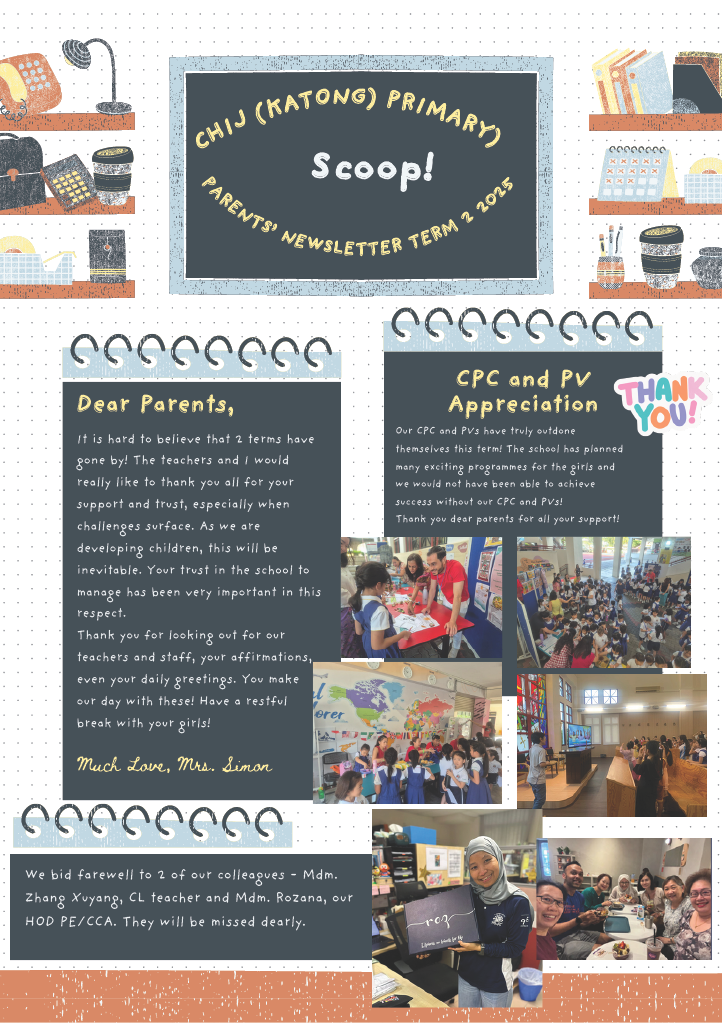 CHIJ (KATONG) PRIMARY)
Scoop!
PARENTS' NEWSLETTER TERM 2 2025
Dear Parents,
It is hard to believe that 2 terms have
gone by! The teachers and I would
really like to thank you all for your
support and trust, especially when
challenges surface. As we are
developing children, this will be
inevitable. Your trust in the school to
manage has been very important in this
respect.
Thank you for looking out for our
teachers and staff, your affirmations,
even your daily greetings. You make
our day with these! Have a restful
break with your girls!
Much Love, Mrs. Simon
CPC and PV
Appreciation
THANK
YOU!
Our CPC and PVs have truly outdone
themselves this term! The school has planned
many exciting programmes for the girls and
we would not have been able to achieve
success without our CPC and PVs!
Thank you dear parents for all your support!
We bid farewell to 2 of our colleagues - Mdm.
Zhang Xuyang, CL teacher and Mdm. Rozana, our
HOD PE/CCA. They will be missed dearly.
roz